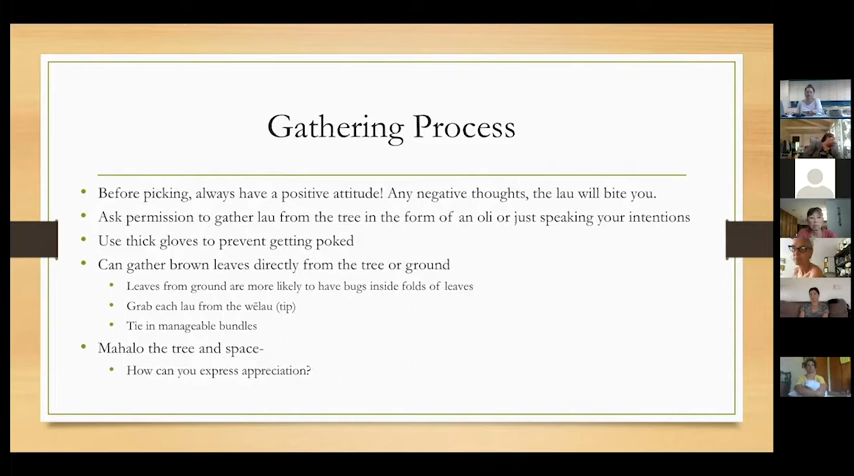 Gathering Process
Before picking, always have a positive attitude! Any negative thoughts, the lau will bite you.
Ask permission to gather lau from the tree in the form of an oli or just speaking your intentions
Use thick gloves to prevent getting poked
Can gather brown leaves directly from the tree or ground
Leaves from ground are more likely to have bugs inside folds of leaves
Grab each lau from the wēlau (tip)
Tie in manageable bundles
Mahalo the tree and space-
How can you express appreciation?